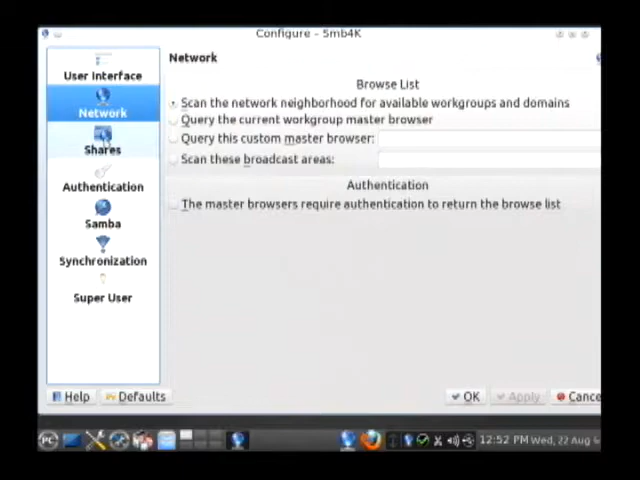 Configure - Smb4K
User Interface
Network
Shares
Authentication
Samba
Synchronization
Super User
Network
Browse List
Scan the network neighborhood for available workgroups and domains
Query the current workgroup master browser
Query this custom master browser:
Scan these broadcast areas:
Authentication
The master browsers require authentication to return the browse list
Help
Defaults
OK
Apply
Cance
PC
12:52 PM Wed, 22 Aug